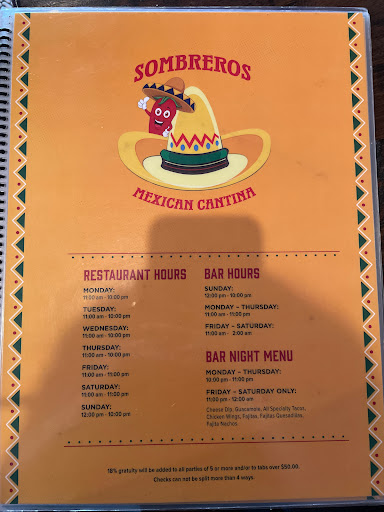 SOMBREROS
MEXICAN CANTINA
RESTAURANT HOURS
MONDAY:
11:00 am - 10:00 pm
TUESDAY:
11:00 am - 10:00 pm
WEDNESDAY:
11:00 am - 10:00 pm
THURSDAY:
11:00 am - 10:00 pm
FRIDAY:
11:00 am - 11:00 pm
SATURDAY:
11:00 am - 11:00 pm
SUNDAY:
12:00 pm - 10:00 pm
BAR HOURS
SUNDAY:
12:00 pm - 10:00 pm
MONDAY – THURSDAY:
11:00 am - 11:00 pm
FRIDAY – SATURDAY:
11:00 am - 2:00 am
BAR NIGHT MENU
MONDAY – THURSDAY:
10:00 pm - 11:00 pm
FRIDAY – SATURDAY ONLY:
11:00 pm - 12:00 am
Cheese Dip, Guacamole, All Specialty Tacos,
Chicken Wings, Fajitas, Fajitas Quesadillas,
Fajita Nachos.
18% gratuity will be added to all parties of 5 or more and/or to tabs over $50.00.
Checks can not be split more than 4 ways.